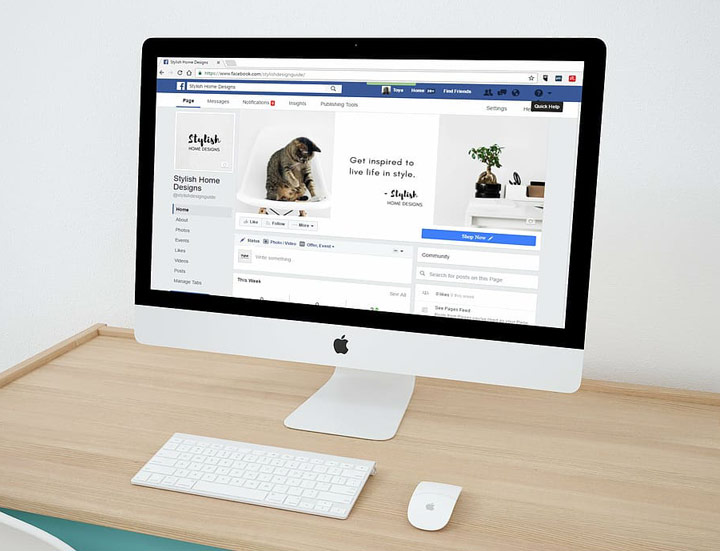 Stylish Home Designs
https://www.facebook.com/stylishdesignguide/
Stylish Home Designs
Toye
Home
Find Friends
Page
Messages
Notifications
Insights
Publishing Tools
Settings
Quick Help
Stylish
HOME DESIGNS
Get inspired to
live life in style.
- Stylish
HOME DESIGNS
Stylish Home
Designs
@stylishdesignguide
Home
About
Photos
Events
Likes
Videos
Posts
Manage Tabs
Like
Follow
More
Shop Now
Status
Photo / Video
Offer, Event +
Write something
Community
Search for posts on this Page
This Week
See All
See Pages Feed